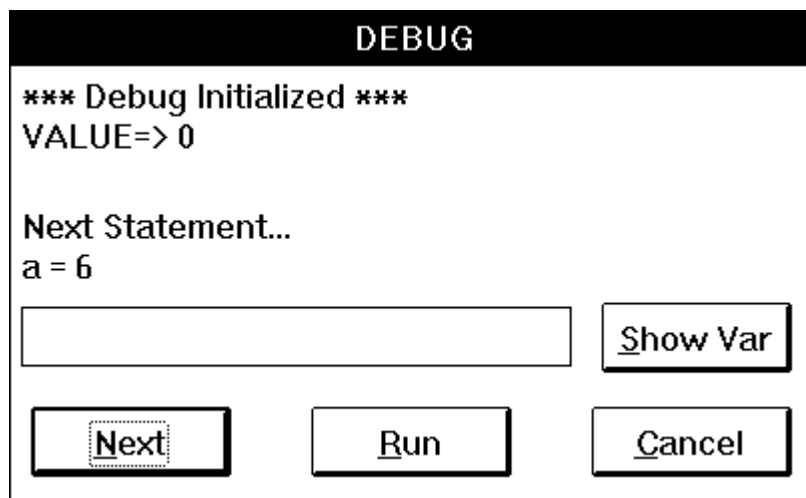 DEBUG
*** Debug Initialized ***
VALUE=> 0
Next Statement...
a = 6
Show Var
Next
Run
Cancel